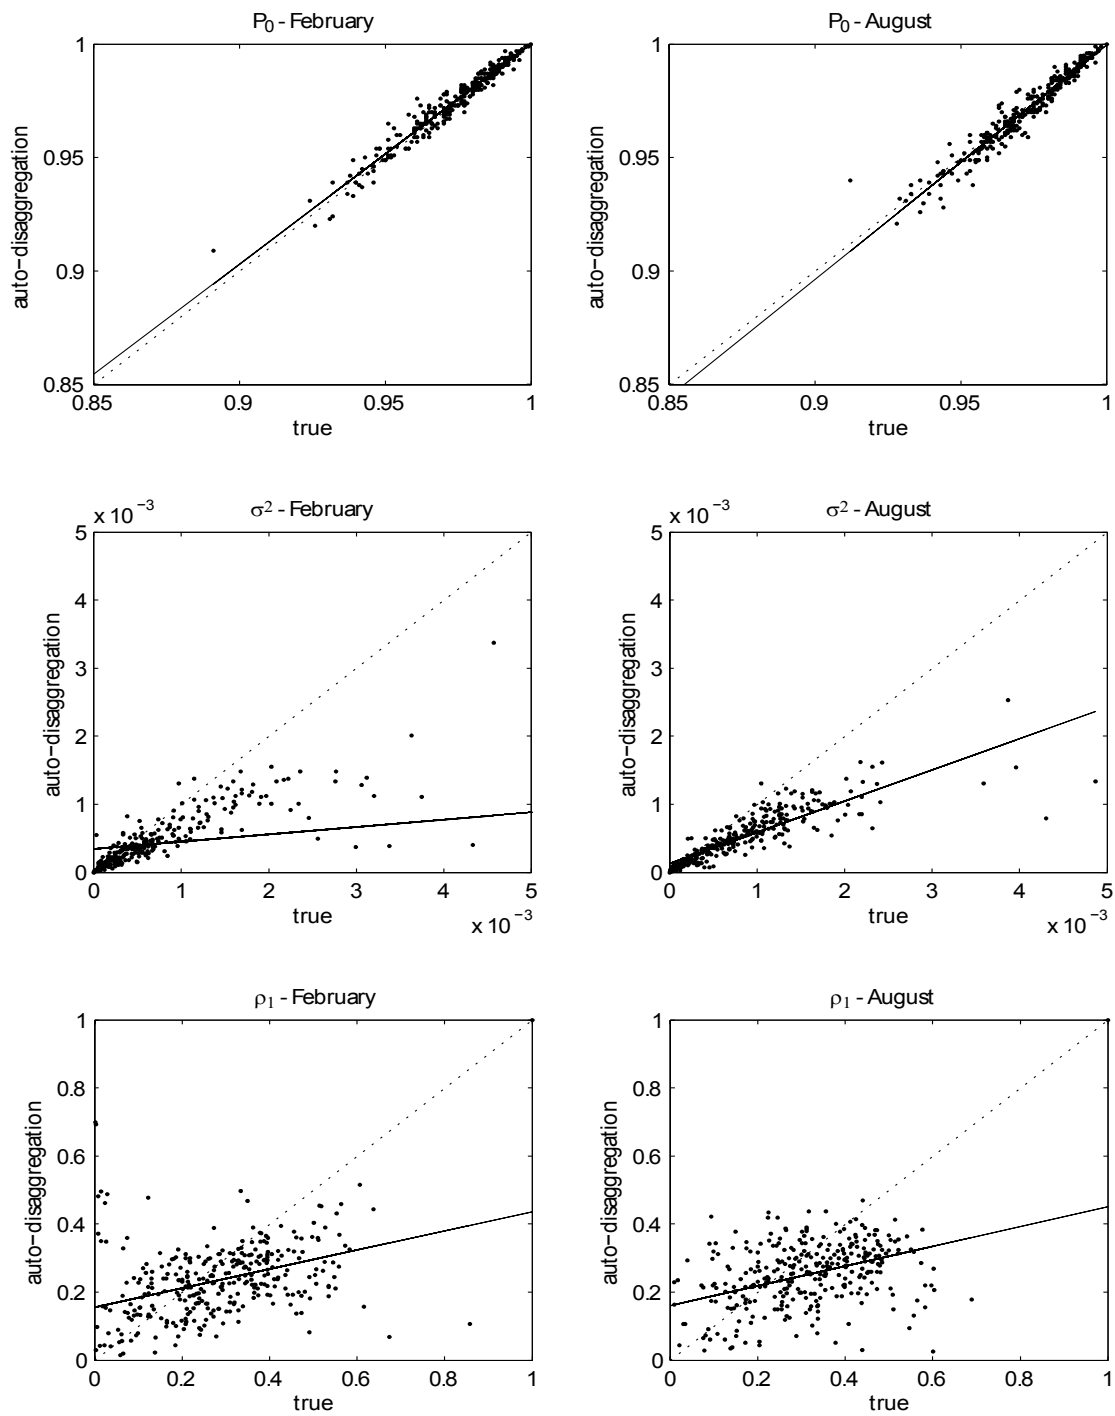 P₀ - February
1
0.95
0.9
0.85
auto−disaggregation
0.85 0.9 0.95 1
true
P₀ - August
1
0.95
0.9
0.85
auto−disaggregation
0.85 0.9 0.95 1
true
x 10⁻³
σ² - February
5
4
3
2
1
0
auto−disaggregation
0 1 2 3 4 5
true
x 10⁻³
x 10⁻³
σ² - August
5
4
3
2
1
0
auto−disaggregation
0 1 2 3 4 5
true
x 10⁻³
ρ₁ - February
1
0.8
0.6
0.4
0.2
0
auto−disaggregation
0 0.2 0.4 0.6 0.8 1
true
ρ₁ - August
1
0.8
0.6
0.4
0.2
0
auto−disaggregation
0 0.2 0.4 0.6 0.8 1
true